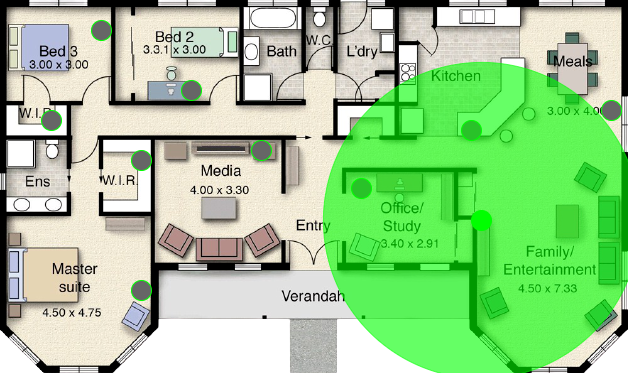 Bed 3
3.00 x 3.00
Bed 2
3.3.1 x 3.00
Bath
W.C
L'dry
Kitchen
Meals
3.00 x 4.00
W.I.R.
Ens
W.I.R.
Media
4.00 x 3.30
Entry
Office/
Study
3.40 x 2.91
Family/
Entertainment
4.50 x 7.33
Master
suite
4.50 x 4.75
Verandah